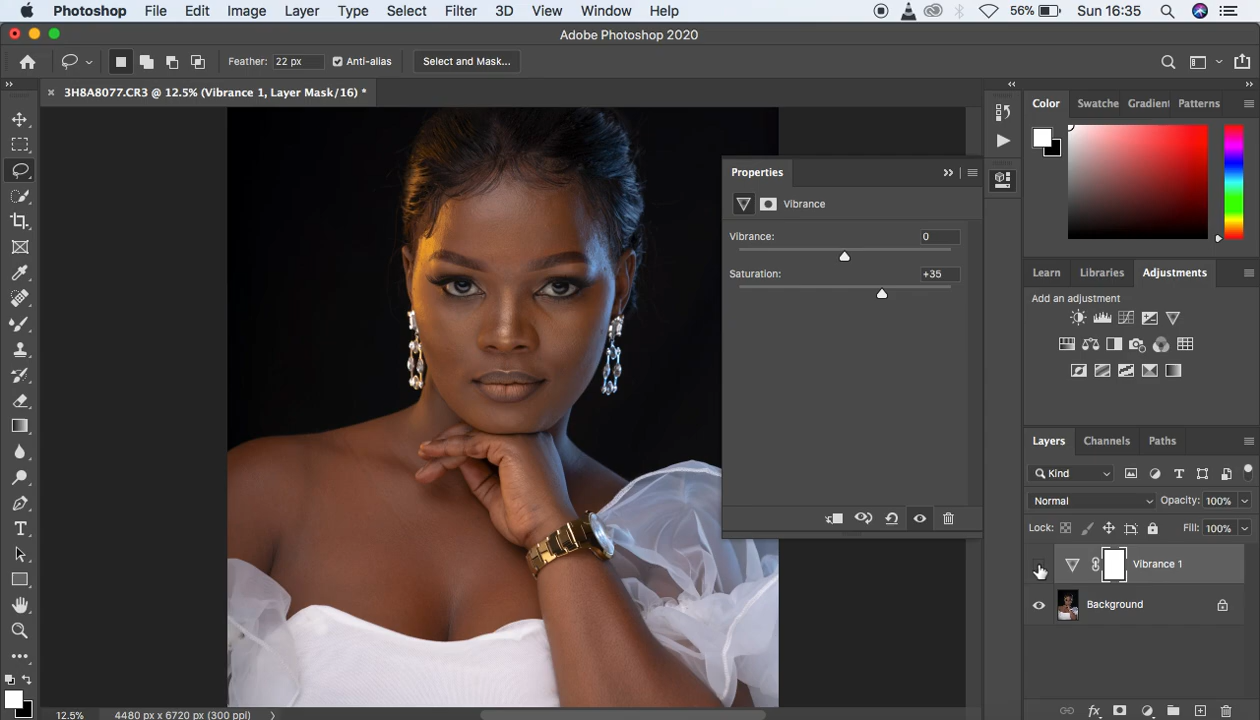 Photoshop File Edit Image Layer Type Select Filter 3D View Window Help 56% Sun 16:35
Adobe Photoshop 2020
Feather: 22 px Anti-alias Select and Mask...
3H8A8077.CR3 @ 12.5% (Vibrance 1, Layer Mask/16) *
Color Swatche Gradient Patterns
Properties
Vibrance
Vibrance: 0
Saturation: +35
Learn Libraries Adjustments
Add an adjustment
Layers Channels Paths
Kind
Normal Opacity: 100%
Lock: Fill: 100%
Vibrance 1
Background
12.5% 4480 px x 6720 px (300 ppi)